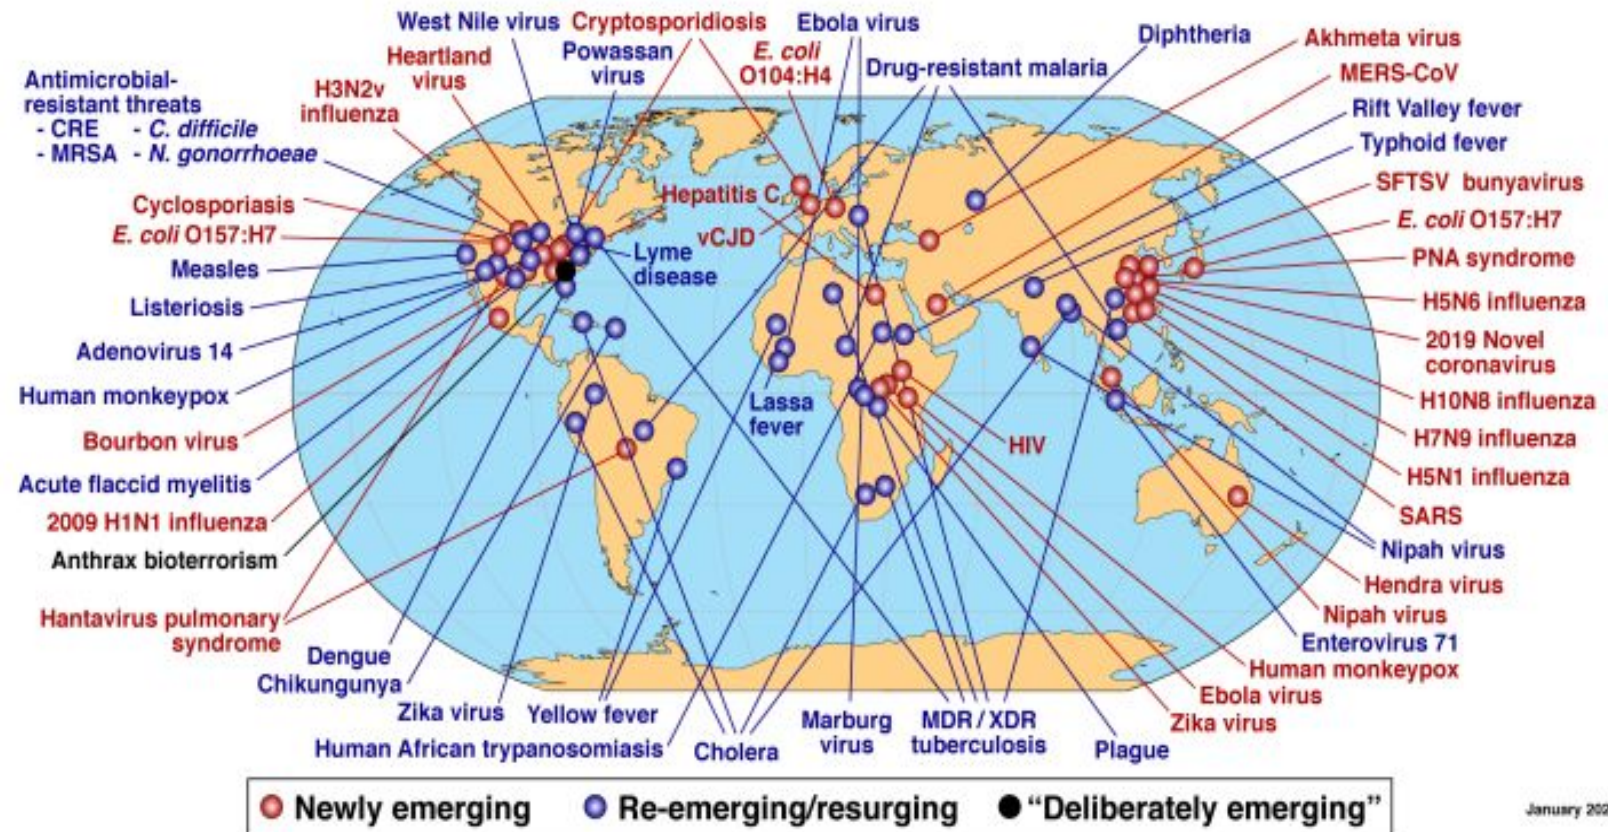 West Nile virus
Cryptosporidiosis
Ebola virus
Diphtheria
Akhmeta virus
Heartland
virus
Powassan
virus
E. coli
O104:H4
Drug-resistant malaria
MERS-CoV
Antimicrobial-
resistant threats
- CRE - C. difficile
- MRSA - N. gonorrhoeae
H3N2v
influenza
Rift Valley fever
Typhoid fever
SFTSV bunyavirus
Cyclosporiasis
Hepatitis C
E. coli O157:H7
E. coli O157:H7
vCJD
Measles
Lyme
disease
PNA syndrome
Listeriosis
H5N6 influenza
Adenovirus 14
2019 Novel
coronavirus
Human monkeypox
Lassa
fever
H10N8 influenza
Bourbon virus
HIV
H7N9 influenza
Acute flaccid myelitis
H5N1 influenza
2009 H1N1 influenza
SARS
Anthrax bioterrorism
Nipah virus
Hantavirus pulmonary
syndrome
Hendra virus
Nipah virus
Enterovirus 71
Dengue
Human monkeypox
Chikungunya
Ebola virus
Zika virus
Yellow fever
Zika virus
Human African trypanosomiasis
Cholera
Marburg
virus
MDR / XDR
tuberculosis
Plague
Newly emerging
Re-emerging/resurging
“Deliberately emerging”
January 202